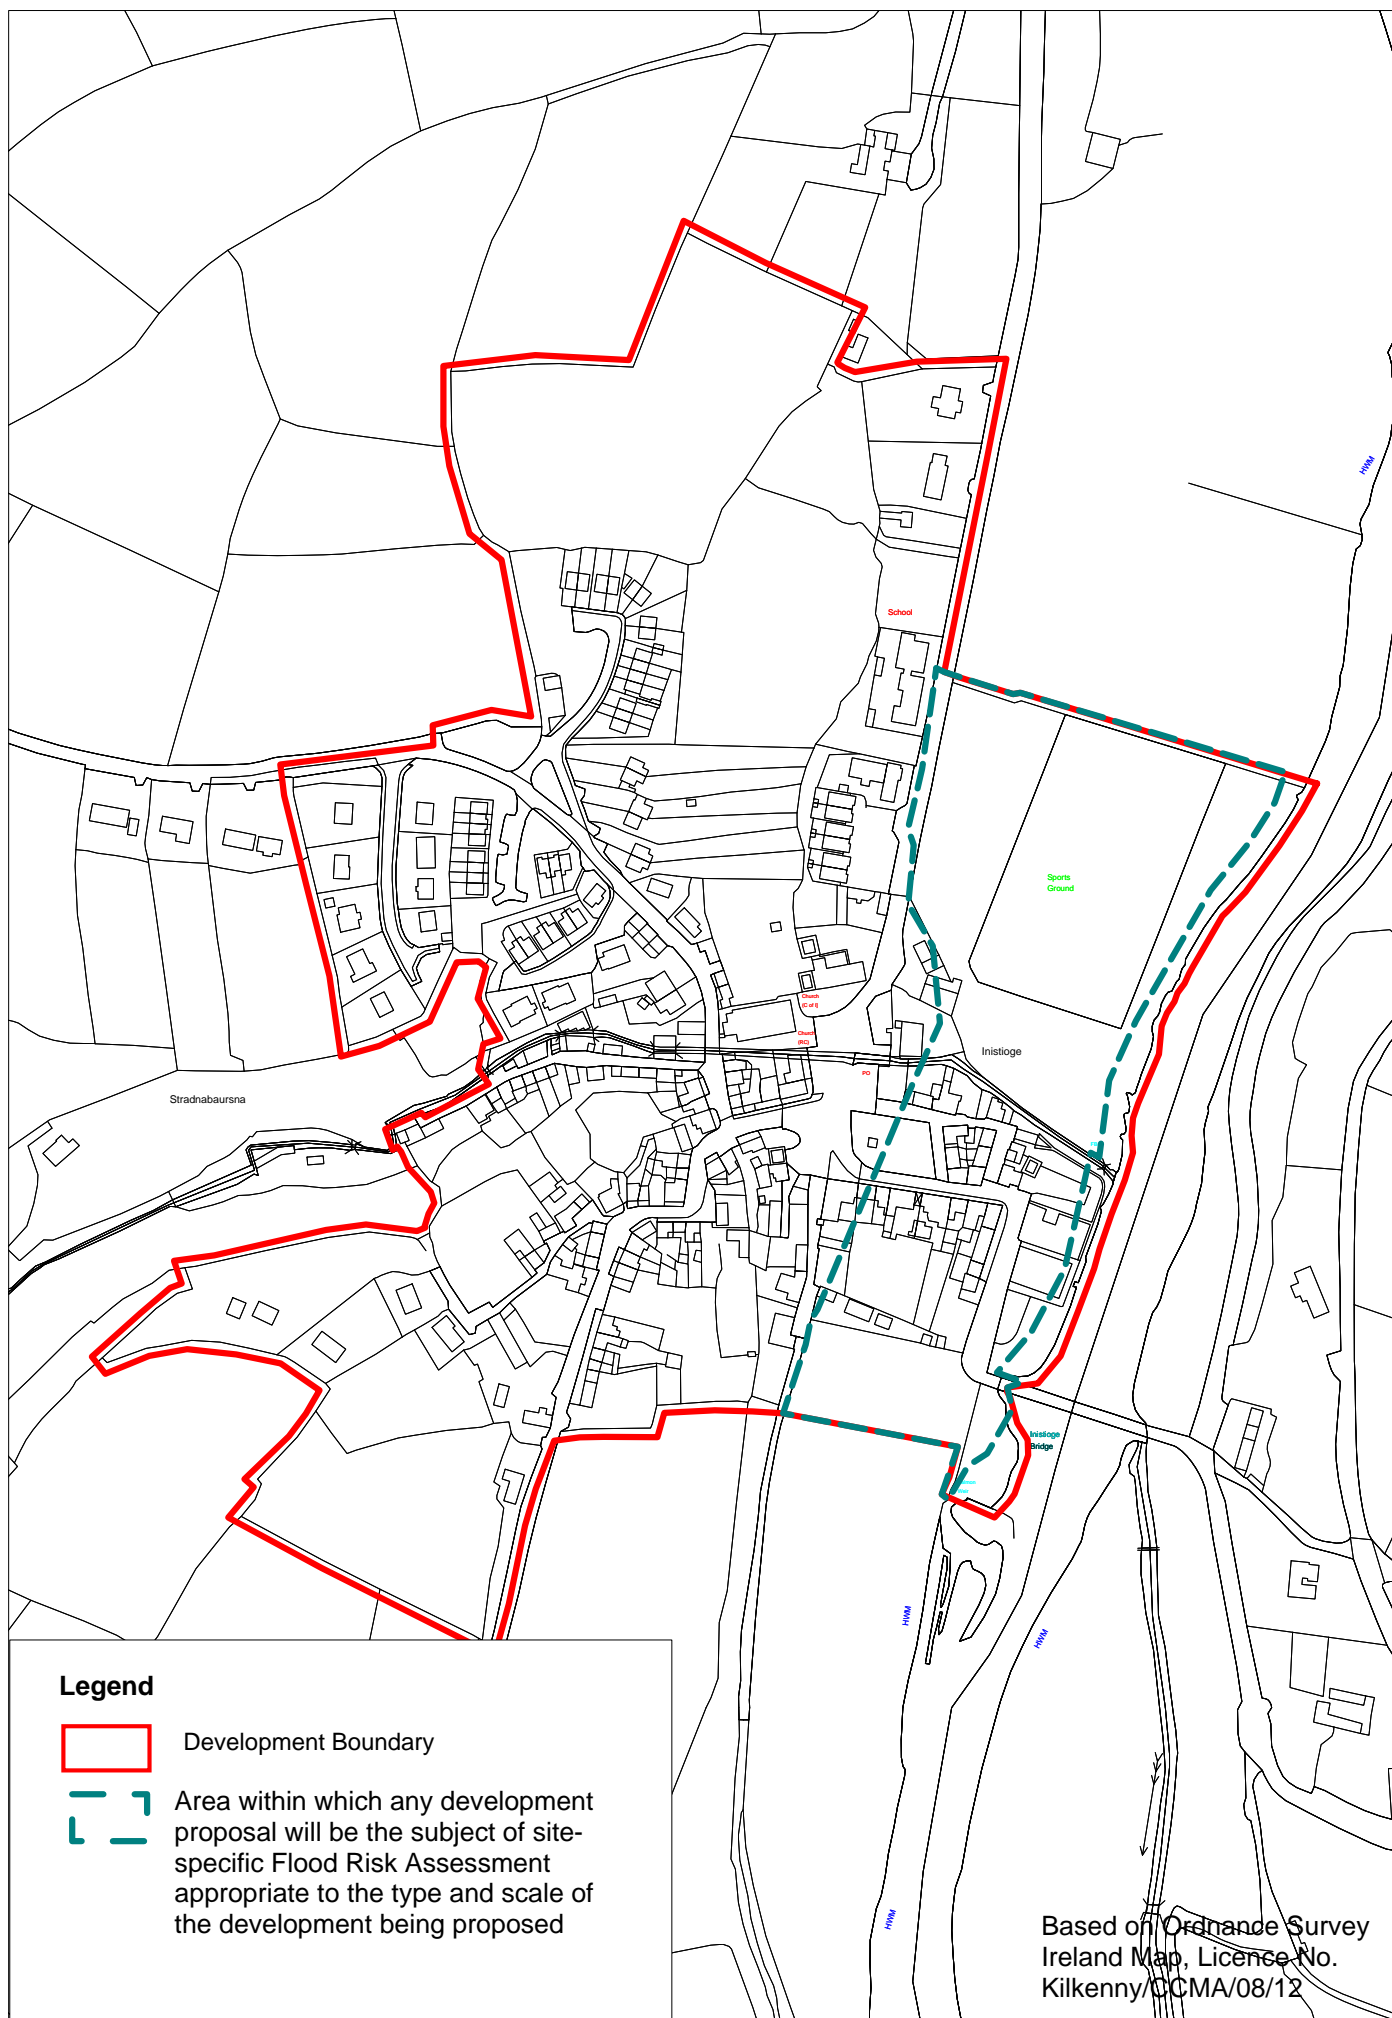 HWM
School
Sports
Ground
Church
(C of I)
Church
(RC)
Inistioge
PO
Stradnabaursna
Inistioge
Bridge
HWM
HWM
HWM
Legend
Development Boundary
Area within which any development
proposal will be the subject of site-
specific Flood Risk Assessment
appropriate to the type and scale of
the development being proposed
Based on Ordnance Survey
Ireland Map, Licence No.
Kilkenny/CCMA/08/12